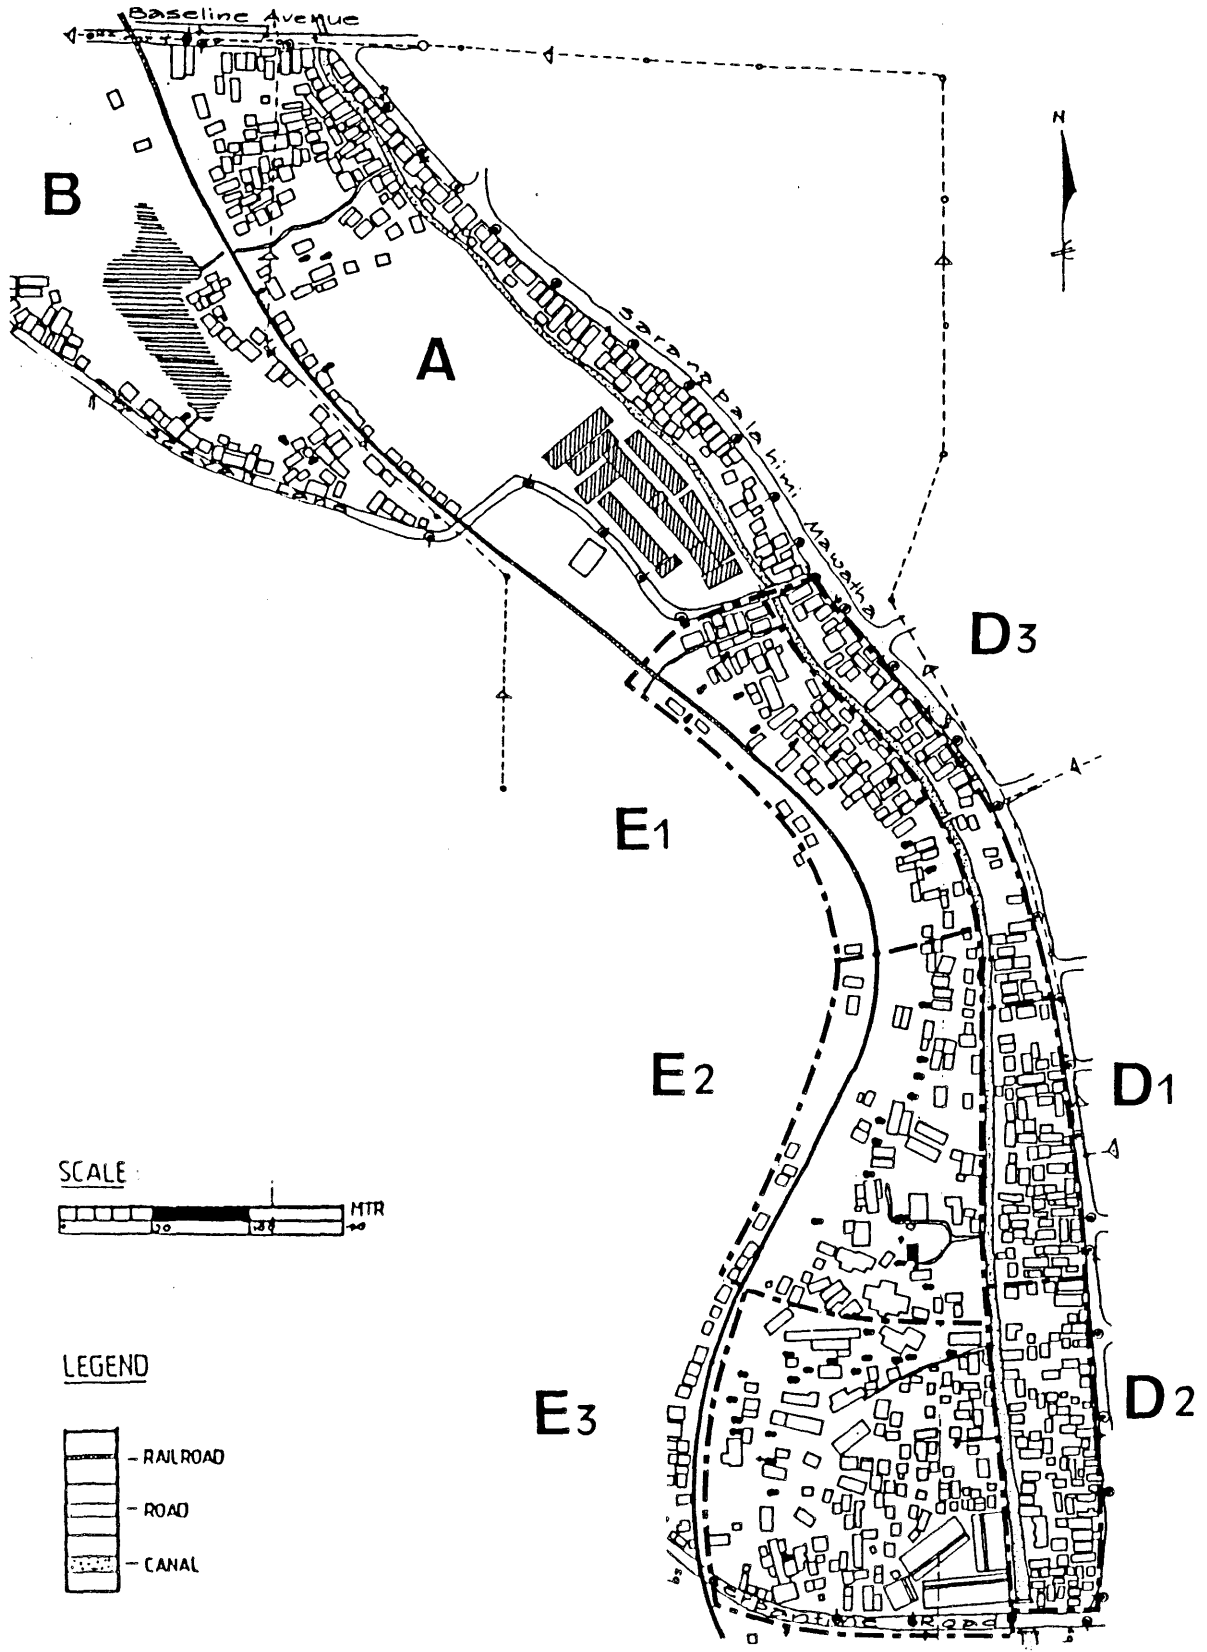 Baseline Avenue
N
B
A
Sarana palahimi Mawatha
D3
E1
E2
D1
SCALE
MTR
E3
D2
LEGEND
- RAILROAD
- ROAD
- CANAL
Road